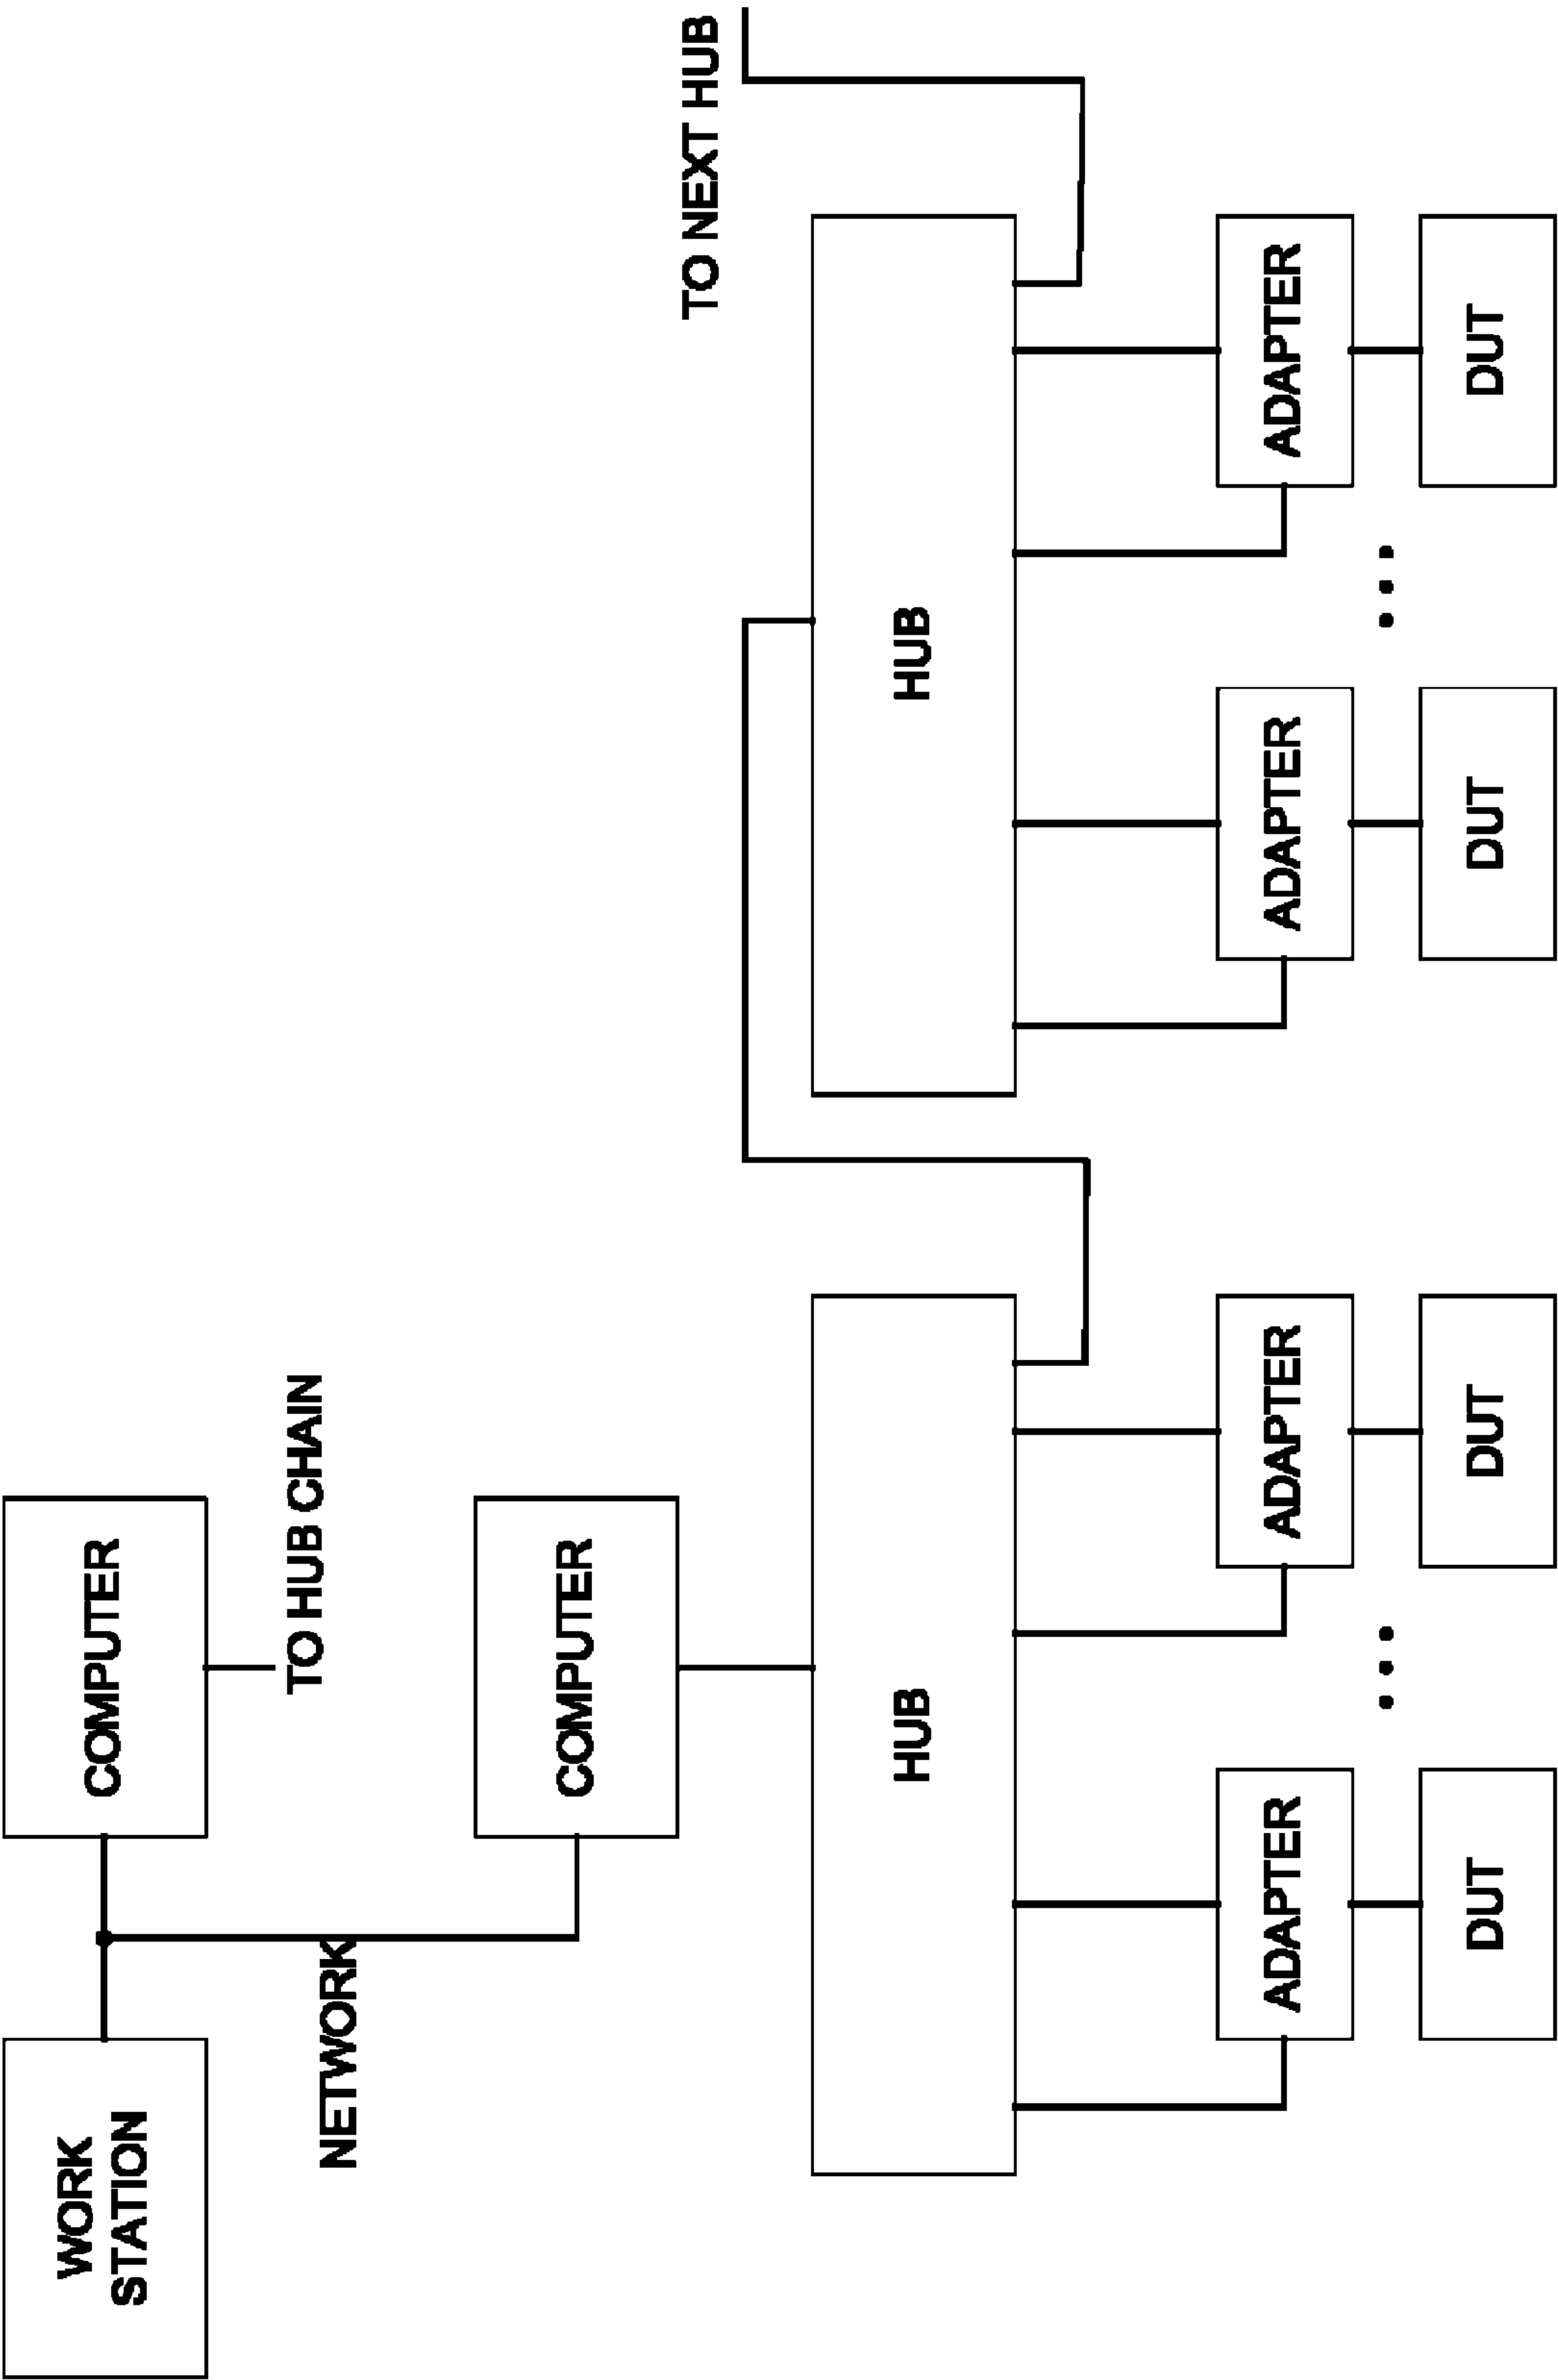 WORK
STATION
COMPUTER
NETWORK
TO HUB CHAIN
COMPUTER
TO NEXT HUB
HUB
HUB
ADAPTER
ADAPTER
ADAPTER
ADAPTER
DUT
DUT
DUT
DUT